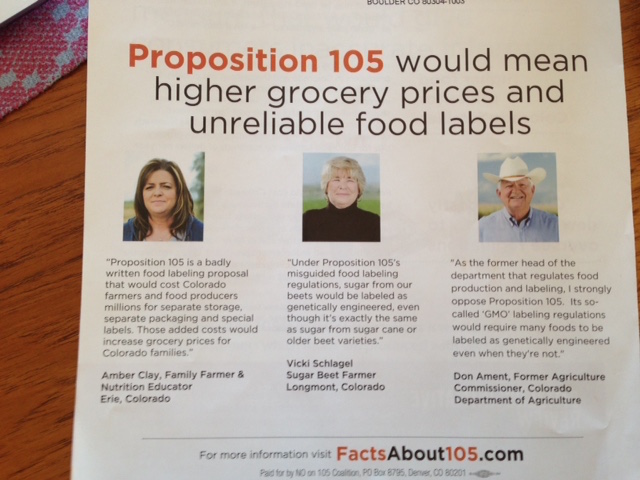 BOULDER CO 80304-1003
Proposition 105 would mean
higher grocery prices and
unreliable food labels
"Proposition 105 is a badly
written food labeling proposal
that would cost Colorado
farmers and food producers
millions for separate storage,
separate packaging and special
labels. Those added costs would
increase grocery prices for
Colorado families."
Amber Clay, Family Farmer &
Nutrition Educator
Erie, Colorado
"Under Proposition 105's
misguided food labeling
regulations, sugar from our
beets would be labeled as
genetically engineered, even
though it's exactly the same
as sugar from sugar cane or
older beet varieties."
Vicki Schlagel
Sugar Beet Farmer
Longmont, Colorado
"As the former head of the
department that regulates food
production and labeling, I strongly
oppose Proposition 105. Its so-
called 'GMO' labeling regulations
would require many foods to be
labeled as genetically engineered
even when they're not."
Don Ament, Former Agriculture
Commissioner, Colorado
Department of Agriculture
For more information visit FactsAbout105.com
Paid for by NO on 105 Coalition, PO Box 8795, Denver, CO 80201